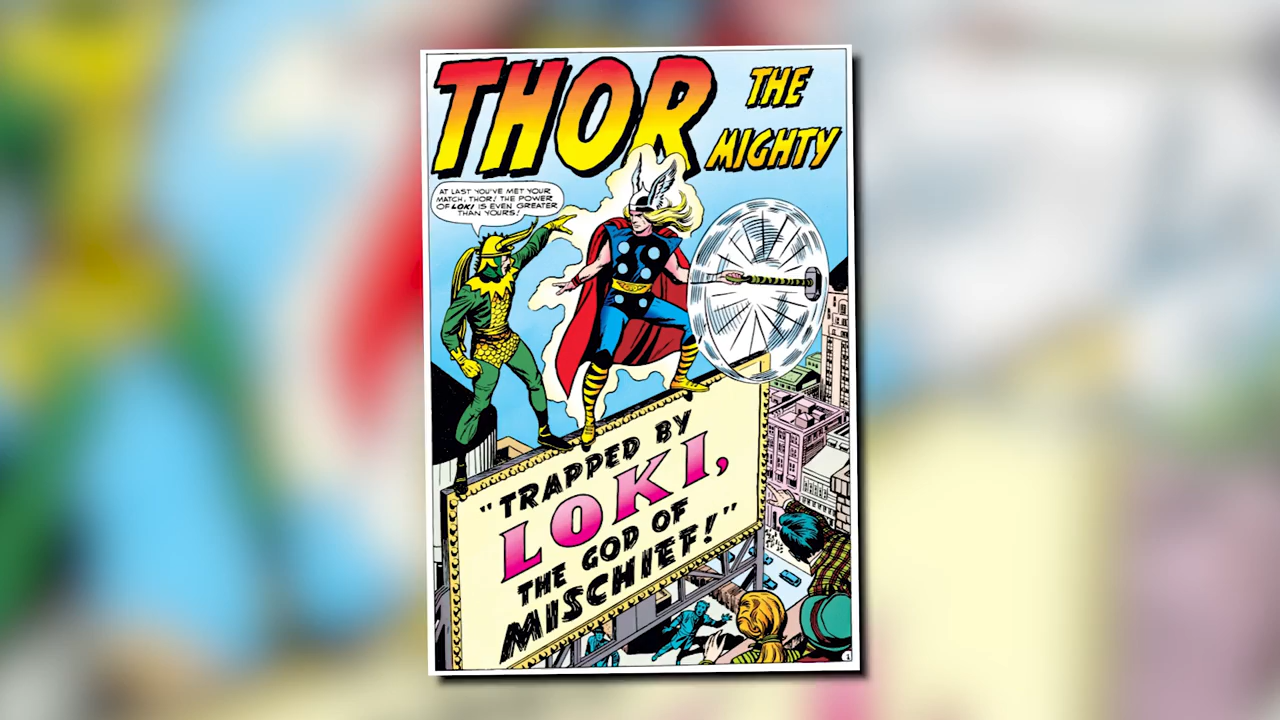 THOR THE
MIGHTY
AT LAST YOU'VE MET YOUR
MATCH, THOR! THE POWER
OF LOKI IS EVEN GREATER
THAN YOURS!
"TRAPPED BY
LOKI,
THE GOD OF
MISCHIEF!"
1